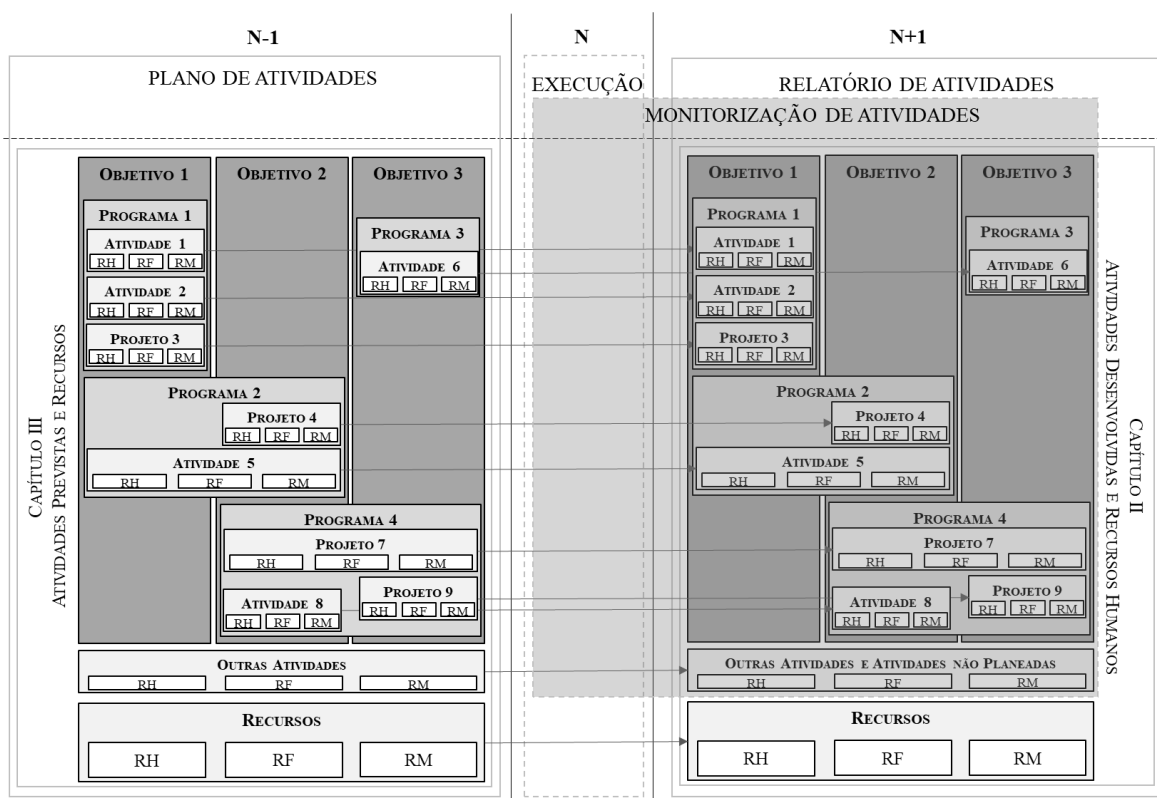 N-1
N
N+1
PLANO DE ATIVIDADES
EXECUÇÃO
RELATÓRIO DE ATIVIDADES
MONITORIZAÇÃO DE ATIVIDADES
CAPÍTULO III
ATIVIDADES PREVISTAS E RECURSOS
OBJETIVO 1
OBJETIVO 2
OBJETIVO 3
PROGRAMA 1
ATIVIDADE 1
RH RF RM
ATIVIDADE 2
RH RF RM
PROJETO 3
RH RF RM
PROGRAMA 3
ATIVIDADE 6
RH RF RM
PROGRAMA 2
PROJETO 4
RH RF RM
ATIVIDADE 5
RH RF RM
PROGRAMA 4
PROJETO 7
RH RF RM
ATIVIDADE 8
RH RF RM
PROJETO 9
RH RF RM
OUTRAS ATIVIDADES
RH RF RM
RECURSOS
RH RF RM
OBJETIVO 1
OBJETIVO 2
OBJETIVO 3
PROGRAMA 1
ATIVIDADE 1
RH RF RM
ATIVIDADE 2
RH RF RM
PROJETO 3
RH RF RM
PROGRAMA 3
ATIVIDADE 6
RH RF RM
PROGRAMA 2
PROJETO 4
RH RF RM
ATIVIDADE 5
RH RF RM
PROGRAMA 4
PROJETO 7
RH RF RM
ATIVIDADE 8
RH RF RM
PROJETO 9
RH RF RM
OUTRAS ATIVIDADES E ATIVIDADES NÃO PLANEADAS
RH RF RM
RECURSOS
RH RF RM
CAPÍTULO II
ATIVIDADES DESENVOLVIDAS E RECURSOS HUMANOS